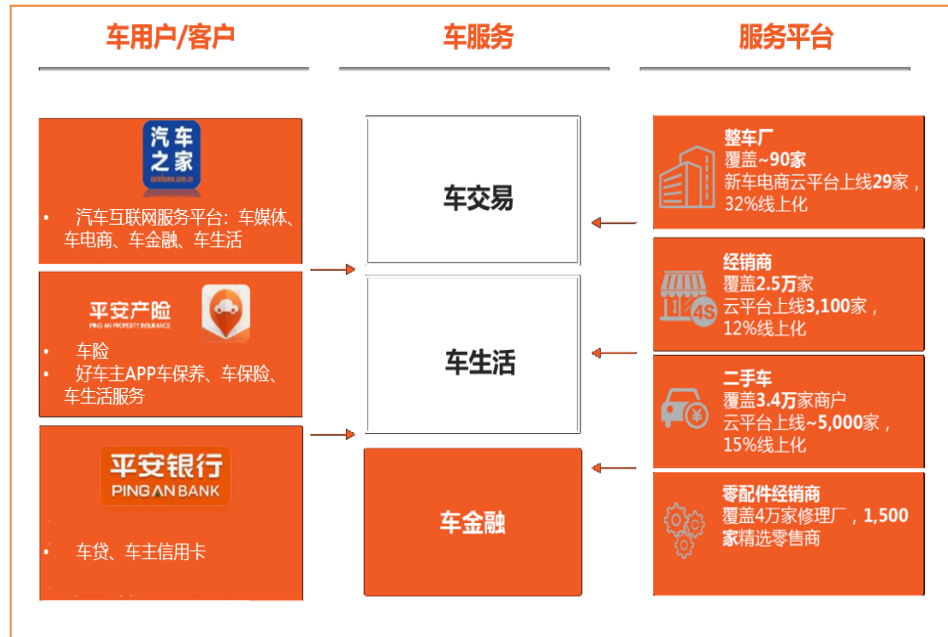 车用户/客户
车服务
服务平台
汽车
之家
autohome.com.cn
• 汽车互联网服务平台：车媒体、
车电商、车金融、车生活
平安产险
PING AN PROPERTY INSURANCE
• 车险
• 好车主APP车保养、车保险、
车生活服务
平安银行
PING AN BANK
• 车贷、车主信用卡
车交易
车生活
车金融
整车厂
覆盖~90家
新车电商云平台上线29家，
32%线上化
经销商
覆盖2.5万家
云平台上线3,100家，
12%线上化
4S
二手车
覆盖3.4万家商户
云平台上线~5,000家，
15%线上化
¥
零配件经销商
覆盖4万家修理厂，1,500
家精选零售商